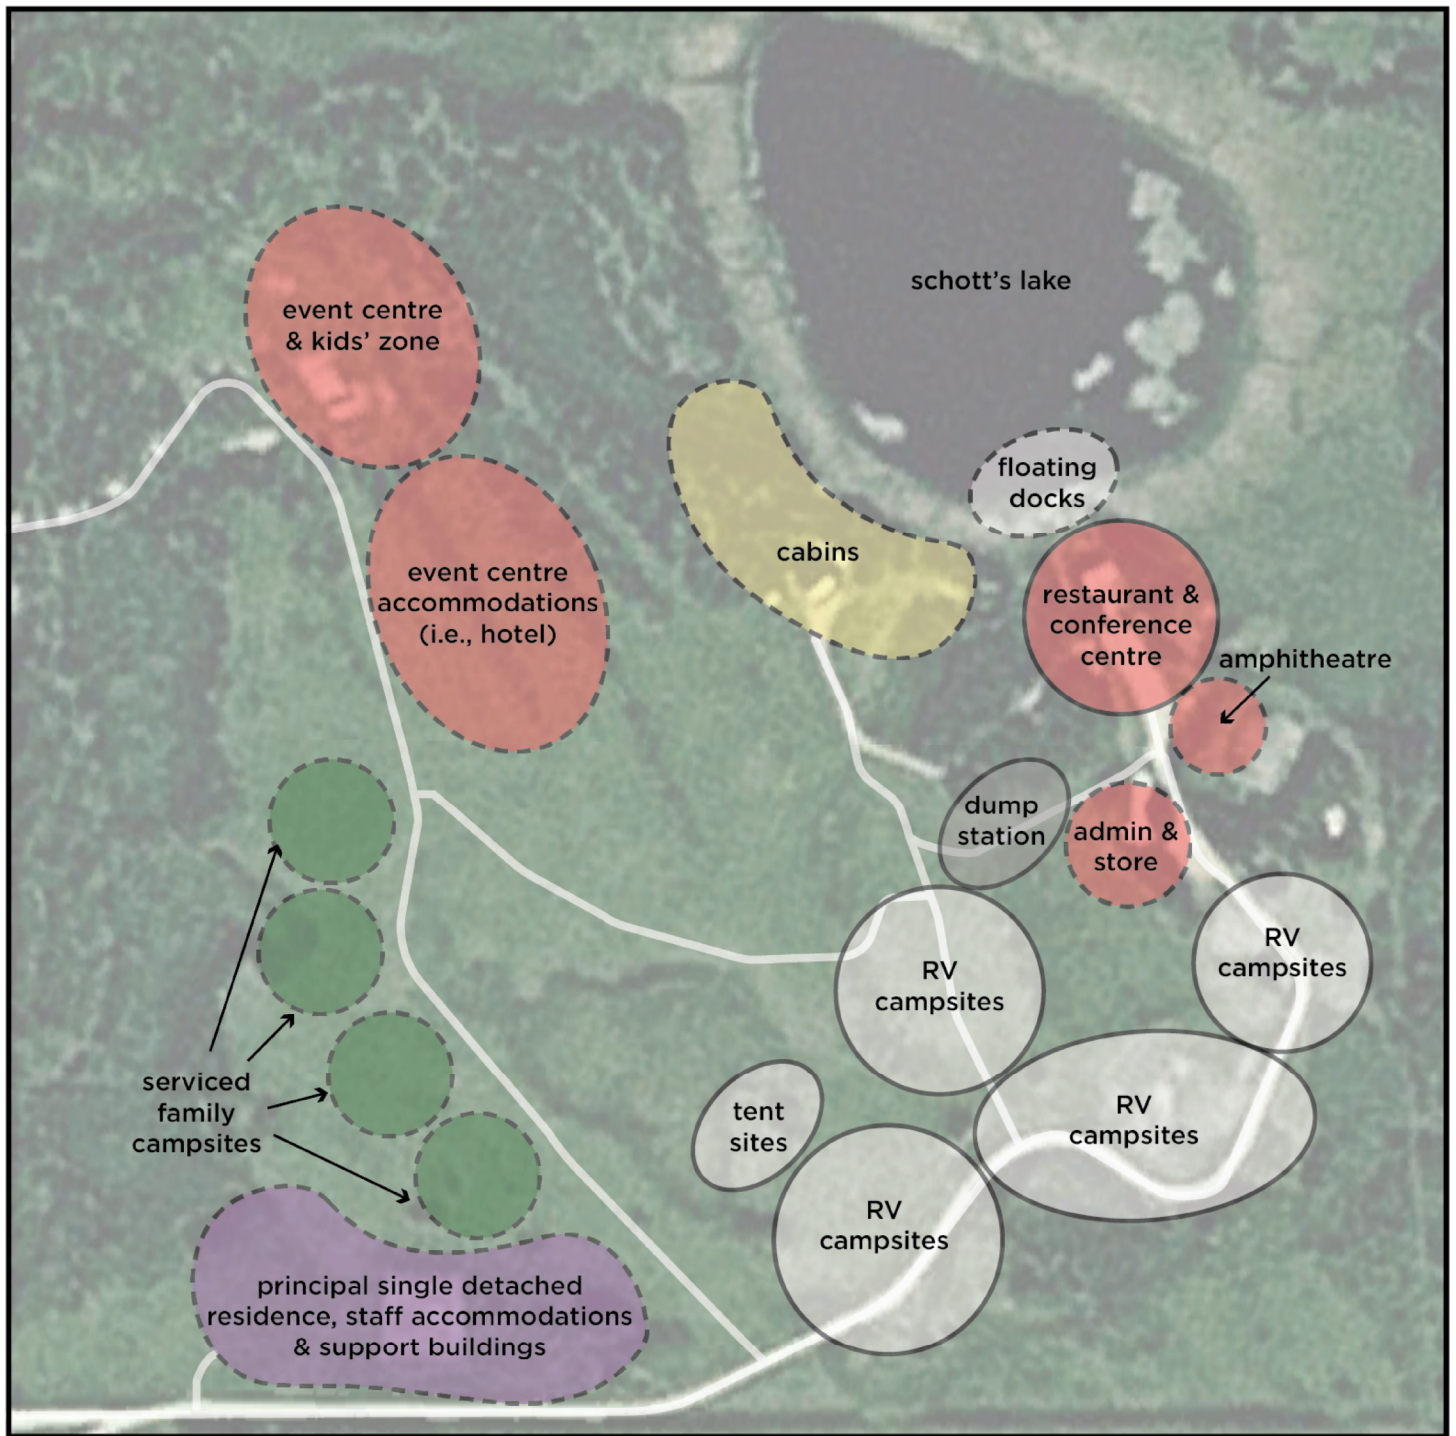 schott's lake
event centre
& kids' zone
floating
docks
cabins
event centre
accommodations
(i.e., hotel)
restaurant &
conference
centre
amphitheatre
dump
station
admin &
store
RV
campsites
RV
campsites
serviced
family
campsites
tent
sites
RV
campsites
RV
campsites
principal single detached
residence, staff accommodations
& support buildings